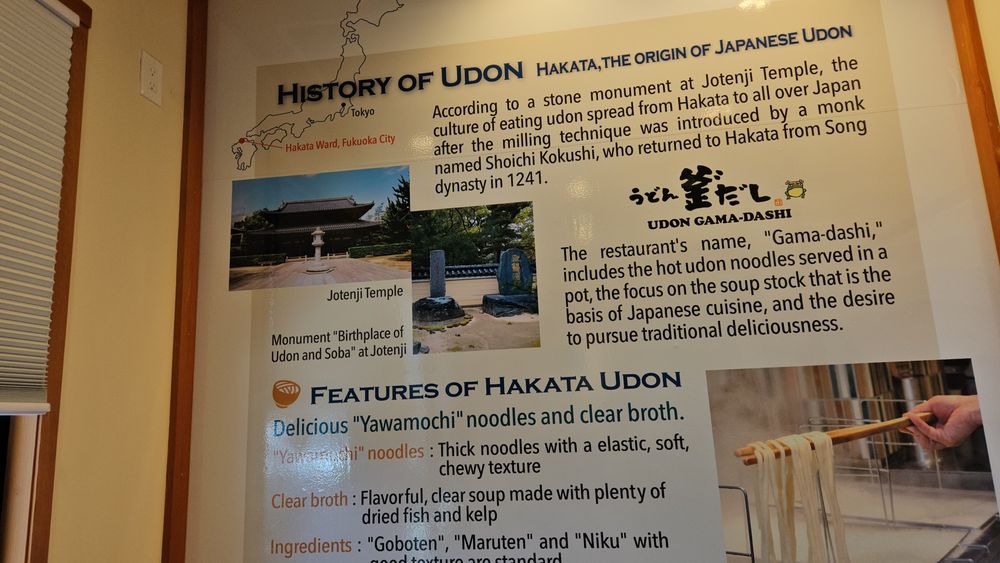 HISTORY OF UDON HAKATA,THE ORIGIN OF JAPANESE UDON
Tokyo
Hakata Ward, Fukuoka City
According to a stone monument at Jotenji Temple, the
culture of eating udon spread from Hakata to all over Japan
after the milling technique was introduced by a monk
named Shoichi Kokushi, who returned to Hakata from Song
dynasty in 1241.
Jotenji Temple
Monument "Birthplace of
Udon and Soba" at Jotenji
うどん 釜だし
UDON GAMA-DASHI
The restaurant's name, "Gama-dashi,"
includes the hot udon noodles served in a
pot, the focus on the soup stock that is the
basis of Japanese cuisine, and the desire
to pursue traditional deliciousness.
FEATURES OF HAKATA UDON
Delicious "Yawamochi" noodles and clear broth.
"Yawamochi" noodles : Thick noodles with a elastic, soft,
chewy texture
Clear broth : Flavorful, clear soup made with plenty of
dried fish and kelp
Ingredients : "Goboten", "Maruten" and "Niku" with
good texture are standard